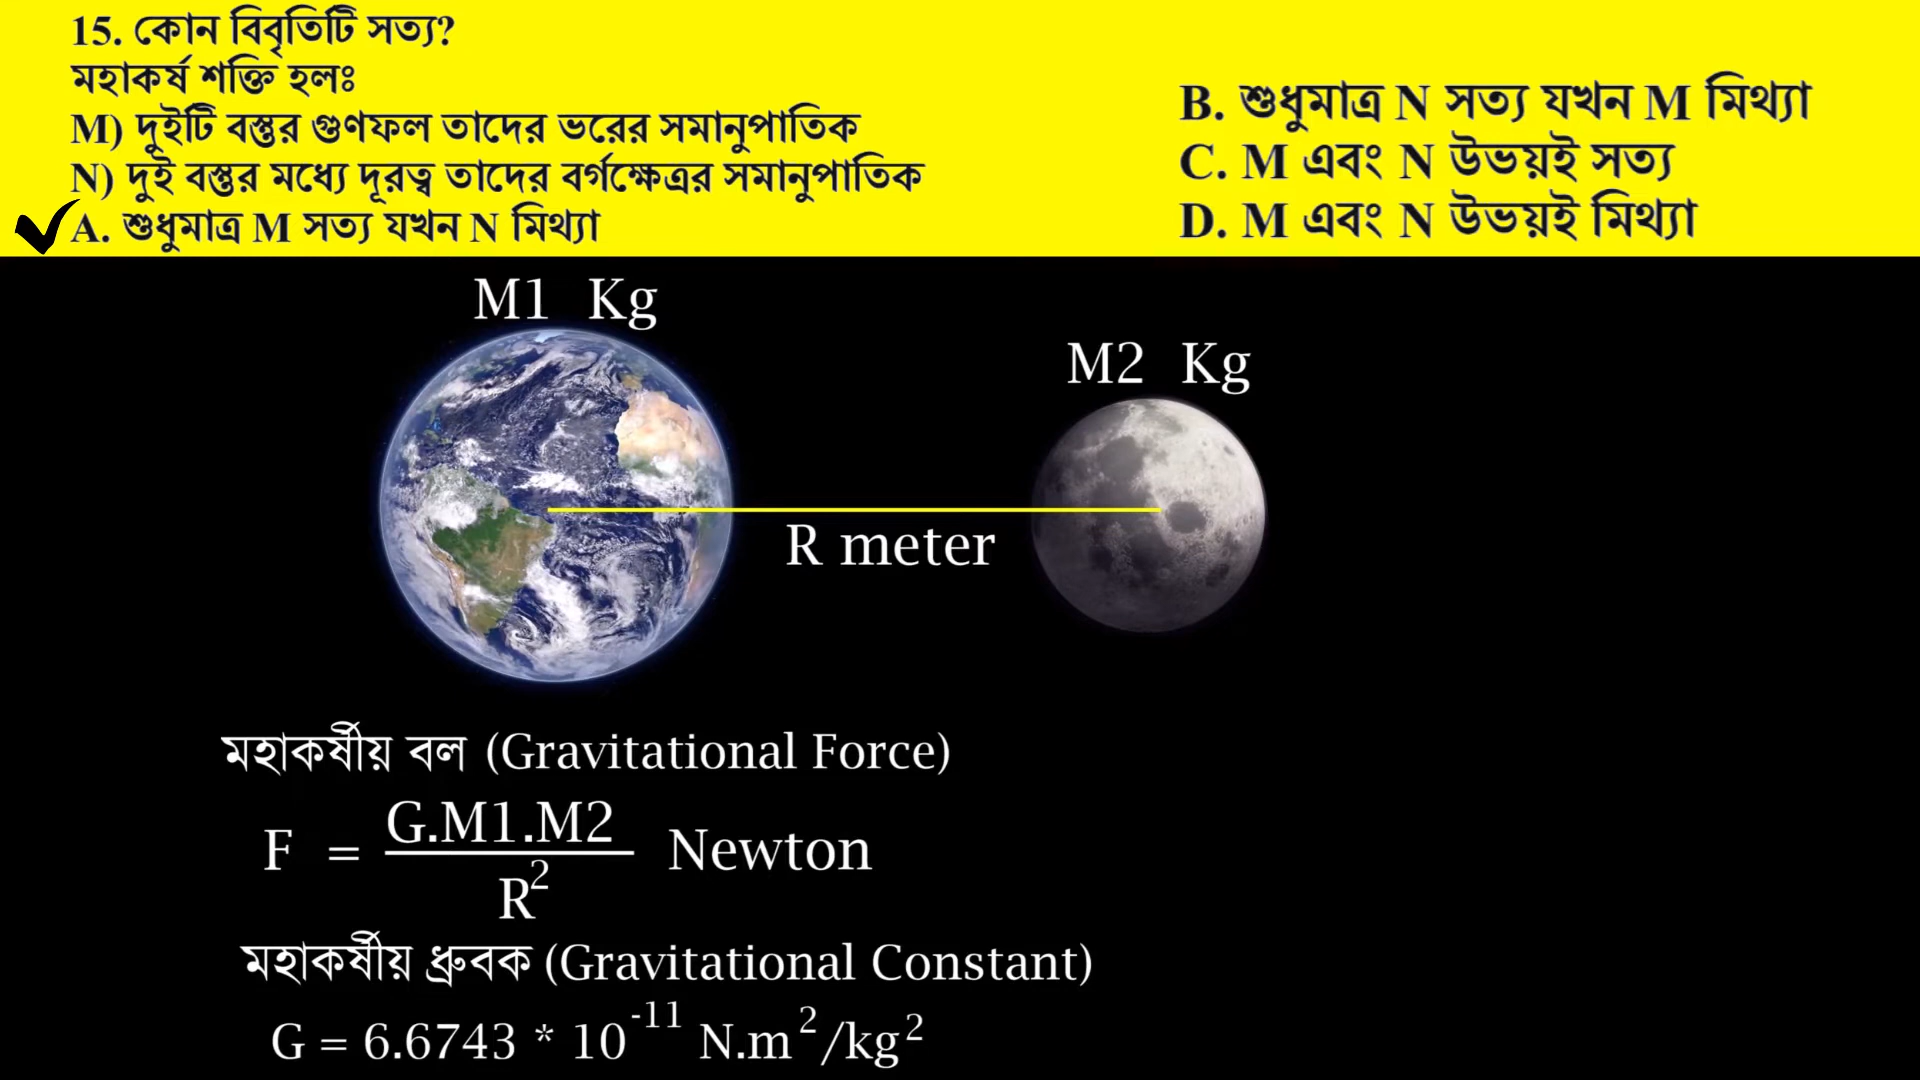 15. কোন বিবৃতিটি সত্য?
মহাকর্ষ শক্তি হলঃ
M) দুইটি বস্তুর গুণফল তাদের ভরের সমানুপাতিক
N) দুই বস্তুর মধ্যে দূরত্ব তাদের বর্গক্ষেত্রর সমানুপাতিক
A. শুধুমাত্র M সত্য যখন N মিথ্যা
B. শুধুমাত্র N সত্য যখন M মিথ্যা
C. M এবং N উভয়ই সত্য
D. M এবং N উভয়ই মিথ্যা
M1 Kg
M2 Kg
R meter
মহাকর্ষীয় বল (Gravitational Force)
F = G.M1.M2 / R² Newton
মহাকর্ষীয় ধ্রুবক (Gravitational Constant)
G = 6.6743 * 10⁻¹¹ N.m²/kg²